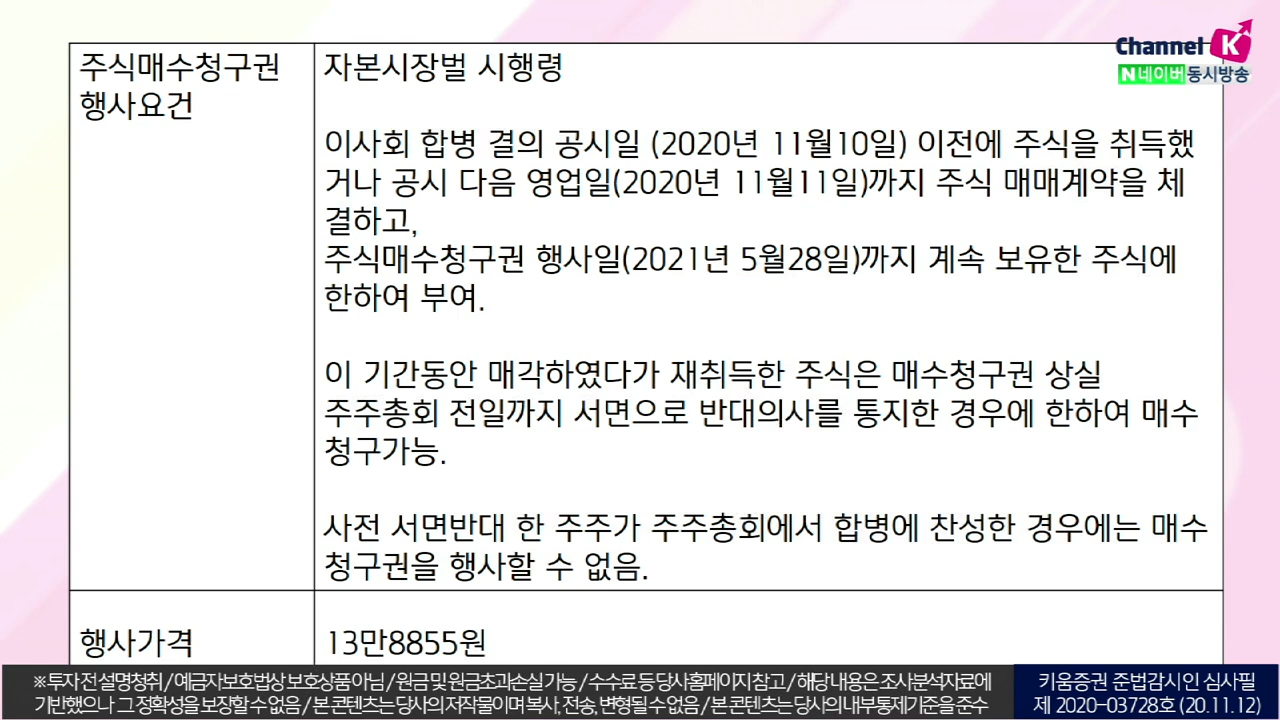 Channel K
N 네이버 동시방송
주식매수청구권
행사요건
자본시장벌 시행령
이사회 합병 결의 공시일 (2020년 11월10일) 이전에 주식을 취득했
거나 공시 다음 영업일(2020년 11월11일)까지 주식 매매계약을 체
결하고,
주식매수청구권 행사일(2021년 5월28일)까지 계속 보유한 주식에
한하여 부여.
이 기간동안 매각하였다가 재취득한 주식은 매수청구권 상실
주주총회 전일까지 서면으로 반대의사를 통지한 경우에 한하여 매수
청구가능.
사전 서면반대 한 주주가 주주총회에서 합병에 찬성한 경우에는 매수
청구권을 행사할 수 없음.
행사가격
13만8855원
※투자 전 설명청취 / 예금자보호법상 보호상품 아님 / 원금 및 원금초과손실 가능 / 수수료 등 당사홈페이지 참고 / 해당 내용은 조사분석자료에
기반했으나 그 정확성을 보장할 수 없음 / 본 콘텐츠는 당사의 저작물이며 복사, 전송, 변형될 수 없음 / 본 콘텐츠는 당사의 내부통제기준을 준수
키움증권 준법감시인 심사필
제 2020-03728호 (20.11.12)